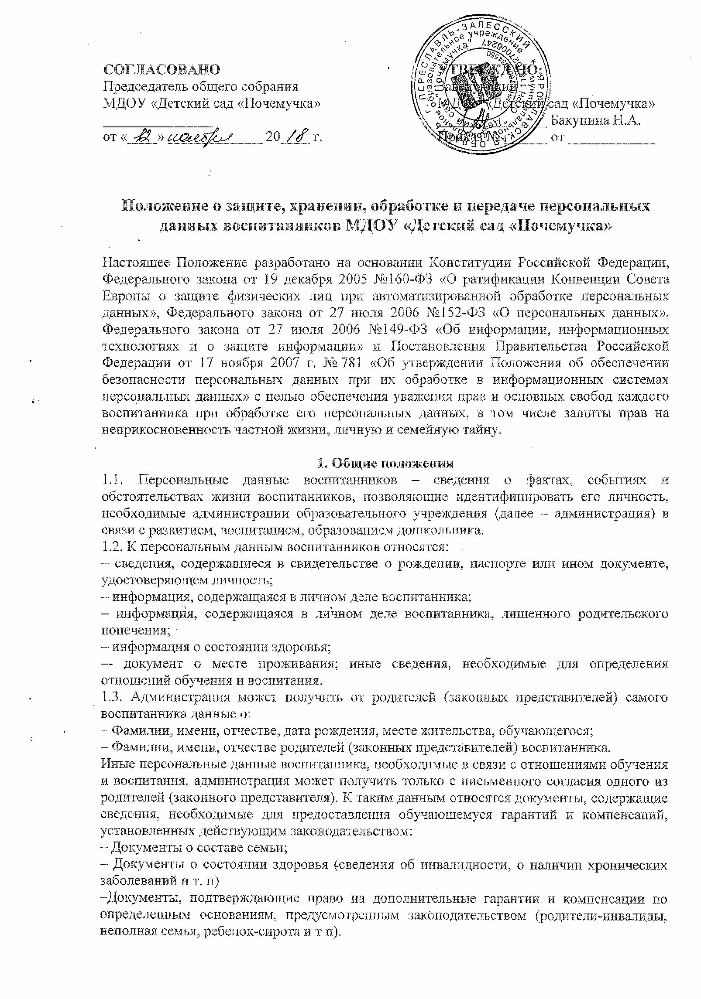 СОГЛАСОВАНО
Председатель общего собрания
МДОУ «Детский сад «Почемучка»
от « 12 » ноября 20 18 г.
УТВЕРЖДАЮ:
Заведующий
МДОУ «Детский сад «Почемучка»
Бакунина Н.А.
Приказ № от
г. ПЕРЕСЛАВЛЬ-ЗАЛЕССКИЙ * ЯРОСЛАВСКАЯ ОБЛАСТЬ
образовательное учреждение
"Почемучка"
Положение о защите, хранении, обработке и передаче персональных
данных воспитанников МДОУ «Детский сад «Почемучка»
Настоящее Положение разработано на основании Конституции Российской Федерации,
Федерального закона от 19 декабря 2005 №160-ФЗ «О ратификации Конвенции Совета
Европы о защите физических лиц при автоматизированной обработке персональных
данных», Федерального закона от 27 июля 2006 №152-ФЗ «О персональных данных»,
Федерального закона от 27 июля 2006 №149-ФЗ «Об информации, информационных
технологиях и о защите информации» и Постановления Правительства Российской
Федерации от 17 ноября 2007 г. № 781 «Об утверждении Положения об обеспечении
безопасности персональных данных при их обработке в информационных системах
персональных данных» с целью обеспечения уважения прав и основных свобод каждого
воспитанника при обработке его персональных данных, в том числе защиты прав на
неприкосновенность частной жизни, личную и семейную тайну.
1. Общие положения
1.1. Персональные данные воспитанников – сведения о фактах, событиях и
обстоятельствах жизни воспитанников, позволяющие идентифицировать его личность,
необходимые администрации образовательного учреждения (далее – администрация) в
связи с развитием, воспитанием, образованием дошкольника.
1.2. К персональным данным воспитанников относятся:
– сведения, содержащиеся в свидетельстве о рождении, паспорте или ином документе,
удостоверяющем личность;
– информация, содержащаяся в личном деле воспитанника;
– информация, содержащаяся в личном деле воспитанника, лишенного родительского
попечения;
– информация о состоянии здоровья;
–- документ о месте проживания; иные сведения, необходимые для определения
отношений обучения и воспитания.
1.3. Администрация может получить от родителей (законных представителей) самого
воспитанника данные о:
– Фамилии, имени, отчестве, дата рождения, месте жительства, обучающегося;
– Фамилии, имени, отчестве родителей (законных представителей) воспитанника.
Иные персональные данные воспитанника, необходимые в связи с отношениями обучения
и воспитания, администрация может получить только с письменного согласия одного из
родителей (законного представителя). К таким данным относятся документы, содержащие
сведения, необходимые для предоставления обучающемуся гарантий и компенсаций,
установленных действующим законодательством:
– Документы о составе семьи;
– Документы о состоянии здоровья (сведения об инвалидности, о наличии хронических
заболеваний и т. п)
–Документы, подтверждающие право на дополнительные гарантии и компенсации по
определенным основаниям, предусмотренным законодательством (родители-инвалиды,
неполная семья, ребенок-сирота и т п).